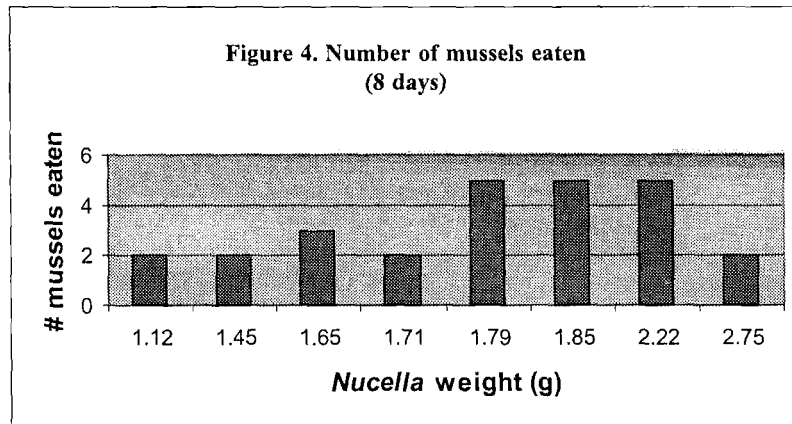 Figure 4. Number of mussels eaten
(8 days)
# mussels eaten
6
4
2
0
1.12 1.45 1.65 1.71 1.79 1.85 2.22 2.75
Nucella weight (g)